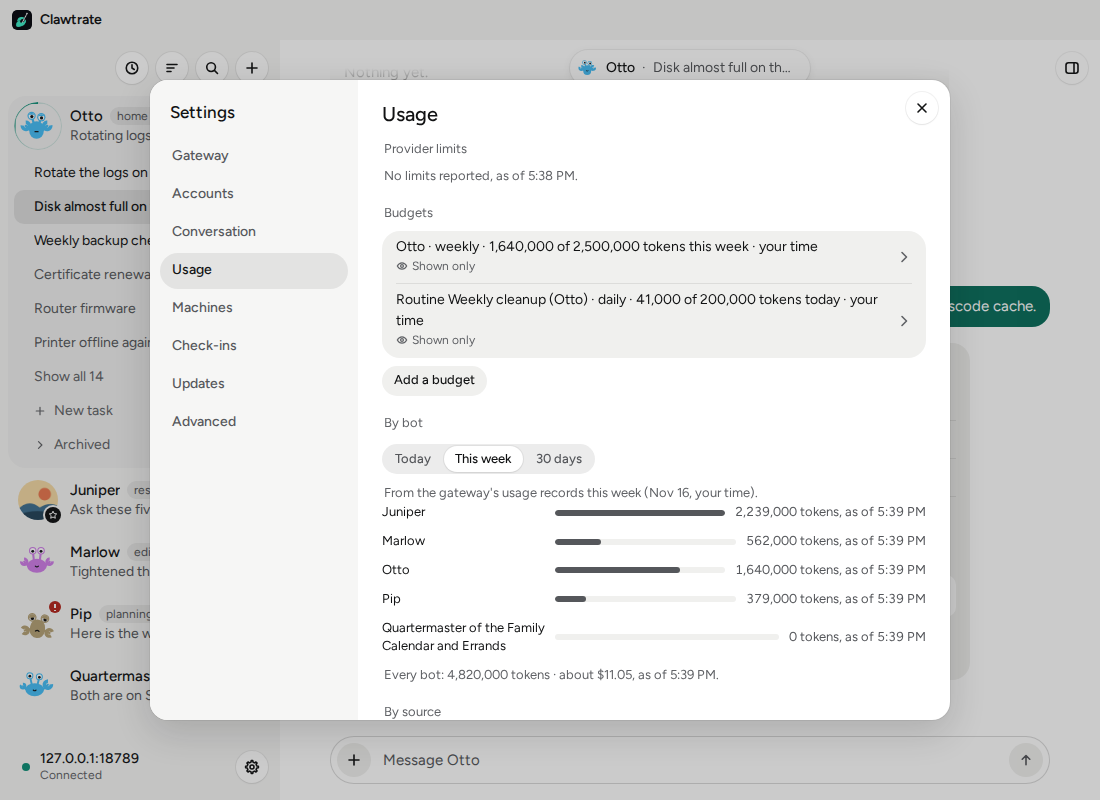 Clawtrate
Nothing yet.
Otto · Disk almost full on th...
Otto home
Rotating logs
Rotate the logs on
Disk almost full on
Weekly backup che
Certificate renewa
Router firmware
Printer offline again
Show all 14
New task
Archived
Juniper res
Ask these fiv
Marlow edi
Tightened th
Pip planning
Here is the w
Quartermas
Both are on S
127.0.0.1:18789
Connected
Settings
Gateway
Accounts
Conversation
Usage
Machines
Check-ins
Updates
Advanced
Usage
Provider limits
No limits reported, as of 5:38 PM.
Budgets
Otto · weekly · 1,640,000 of 2,500,000 tokens this week · your time
Shown only
Routine Weekly cleanup (Otto) · daily · 41,000 of 200,000 tokens today · your
time
Shown only
Add a budget
By bot
Today This week 30 days
From the gateway's usage records this week (Nov 16, your time).
Juniper 2,239,000 tokens, as of 5:39 PM
Marlow 562,000 tokens, as of 5:39 PM
Otto 1,640,000 tokens, as of 5:39 PM
Pip 379,000 tokens, as of 5:39 PM
Quartermaster of the Family
Calendar and Errands 0 tokens, as of 5:39 PM
Every bot: 4,820,000 tokens · about $11.05, as of 5:39 PM.
By source
scode cache.
Message Otto